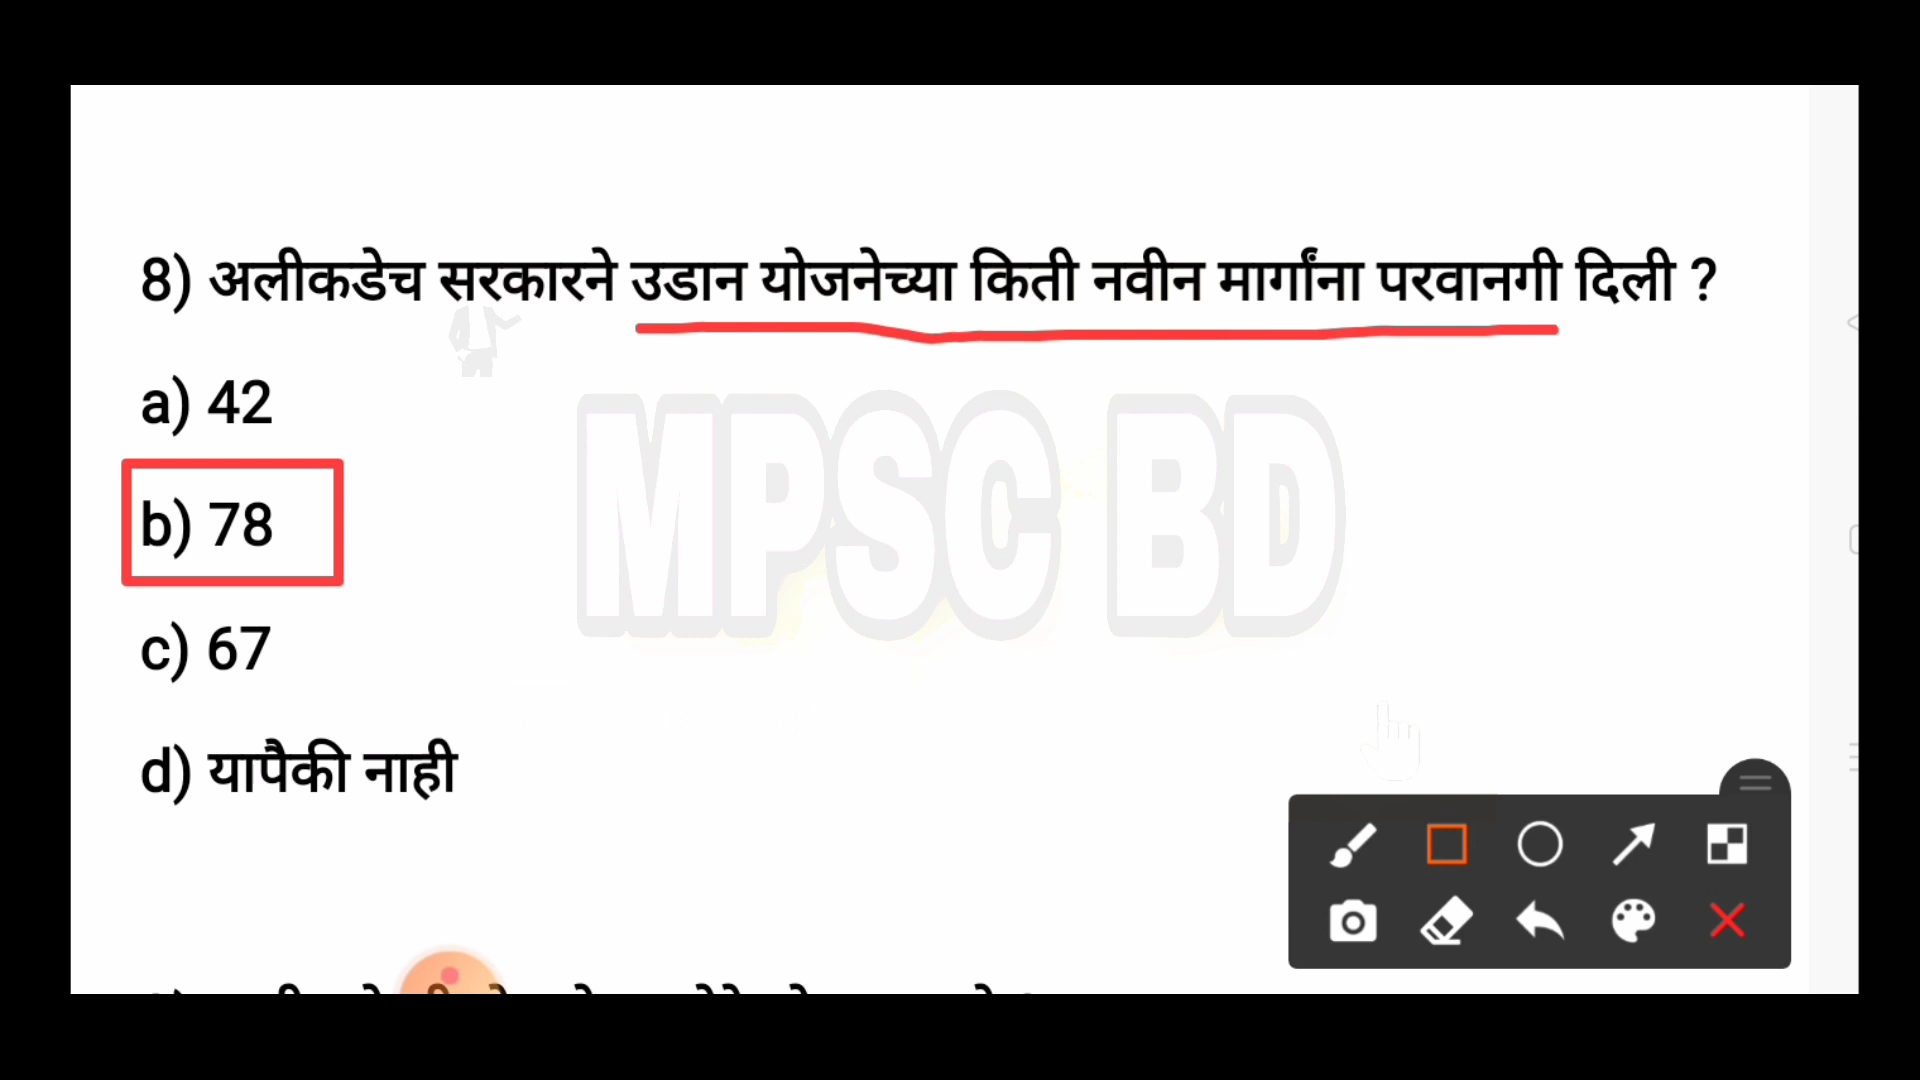 8) अलीकडेच सरकारने उडान योजनेच्या किती नवीन मार्गांना परवानगी दिली ?
a) 42
b) 78
c) 67
d) यापैकी नाही
MPSC BD